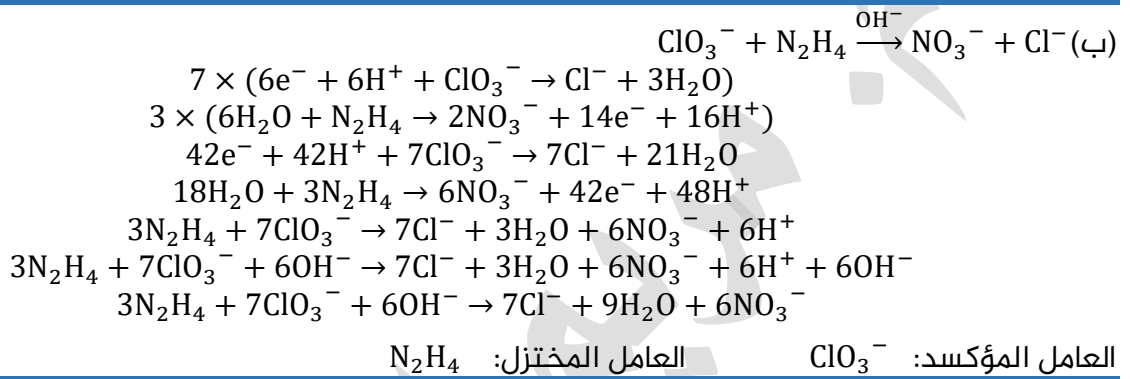 (ب) ClO₃⁻ + N₂H₄ \xrightarrow{OH⁻} NO₃⁻ + Cl⁻
7 × (6e⁻ + 6H⁺ + ClO₃⁻ → Cl⁻ + 3H₂O)
3 × (6H₂O + N₂H₄ → 2NO₃⁻ + 14e⁻ + 16H⁺)
42e⁻ + 42H⁺ + 7ClO₃⁻ → 7Cl⁻ + 21H₂O
18H₂O + 3N₂H₄ → 6NO₃⁻ + 42e⁻ + 48H⁺
3N₂H₄ + 7ClO₃⁻ → 7Cl⁻ + 3H₂O + 6NO₃⁻ + 6H⁺
3N₂H₄ + 7ClO₃⁻ + 6OH⁻ → 7Cl⁻ + 3H₂O + 6NO₃⁻ + 6H⁺ + 6OH⁻
3N₂H₄ + 7ClO₃⁻ + 6OH⁻ → 7Cl⁻ + 9H₂O + 6NO₃⁻
العامل المؤكسد: ClO₃⁻ العامل المختزل: N₂H₄